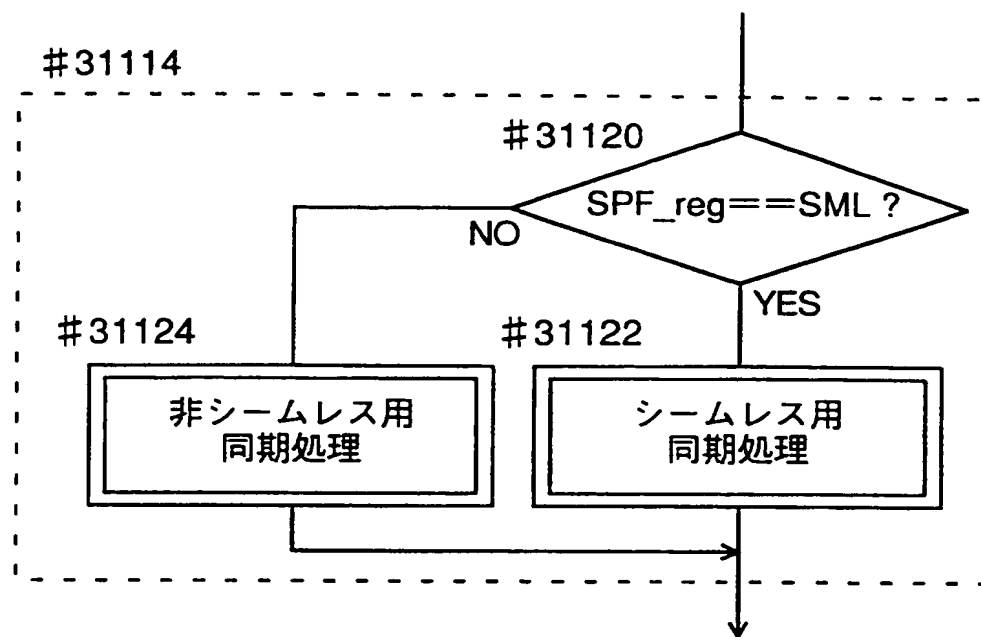 #31114
#31120
SPF_reg==SML?
NO
YES
#31124
#31122
非シームレス用
同期処理
シームレス用
同期処理